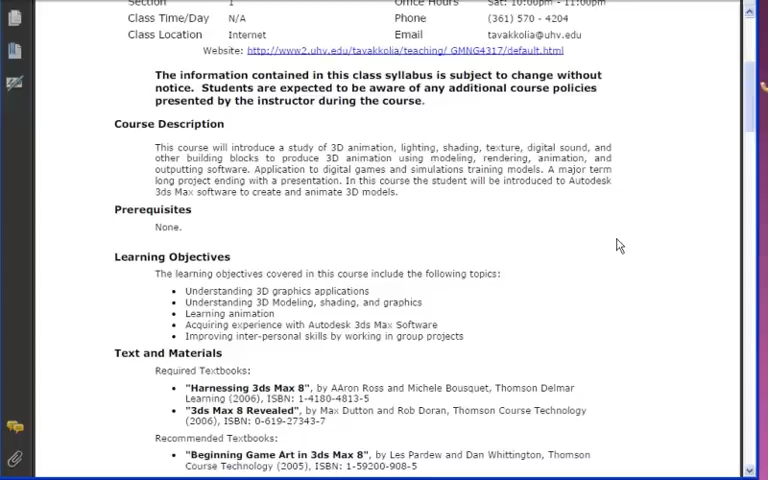 Section 1 Office Hours Sat: 10:00pm - 11:00pm
Class Time/Day N/A Phone (361) 570 - 4204
Class Location Internet Email tavakkolia@uhv.edu
Website: http://www2.uhv.edu/tavakkolia/teaching/ GMNG4317/default.html
The information contained in this class syllabus is subject to change without
notice. Students are expected to be aware of any additional course policies
presented by the instructor during the course.
Course Description
This course will introduce a study of 3D animation, lighting, shading, texture, digital sound, and
other building blocks to produce 3D animation using modeling, rendering, animation, and
outputting software. Application to digital games and simulations training models. A major term
long project ending with a presentation. In this course the student will be introduced to Autodesk
3ds Max software to create and animate 3D models.
Prerequisites
None.
Learning Objectives
The learning objectives covered in this course include the following topics:
• Understanding 3D graphics applications
• Understanding 3D Modeling, shading, and graphics
• Learning animation
• Acquiring experience with Autodesk 3ds Max Software
• Improving inter-personal skills by working in group projects
Text and Materials
Required Textbooks:
• "Harnessing 3ds Max 8", by AAron Ross and Michele Bousquet, Thomson Delmar
Learning (2006), ISBN: 1-4180-4813-5
• "3ds Max 8 Revealed", by Max Dutton and Rob Doran, Thomson Course Technology
(2006), ISBN: 0-619-27343-7
Recommended Textbooks:
• "Beginning Game Art in 3ds Max 8", by Les Pardew and Dan Whittington, Thomson
Course Technology (2005), ISBN: 1-59200-908-5